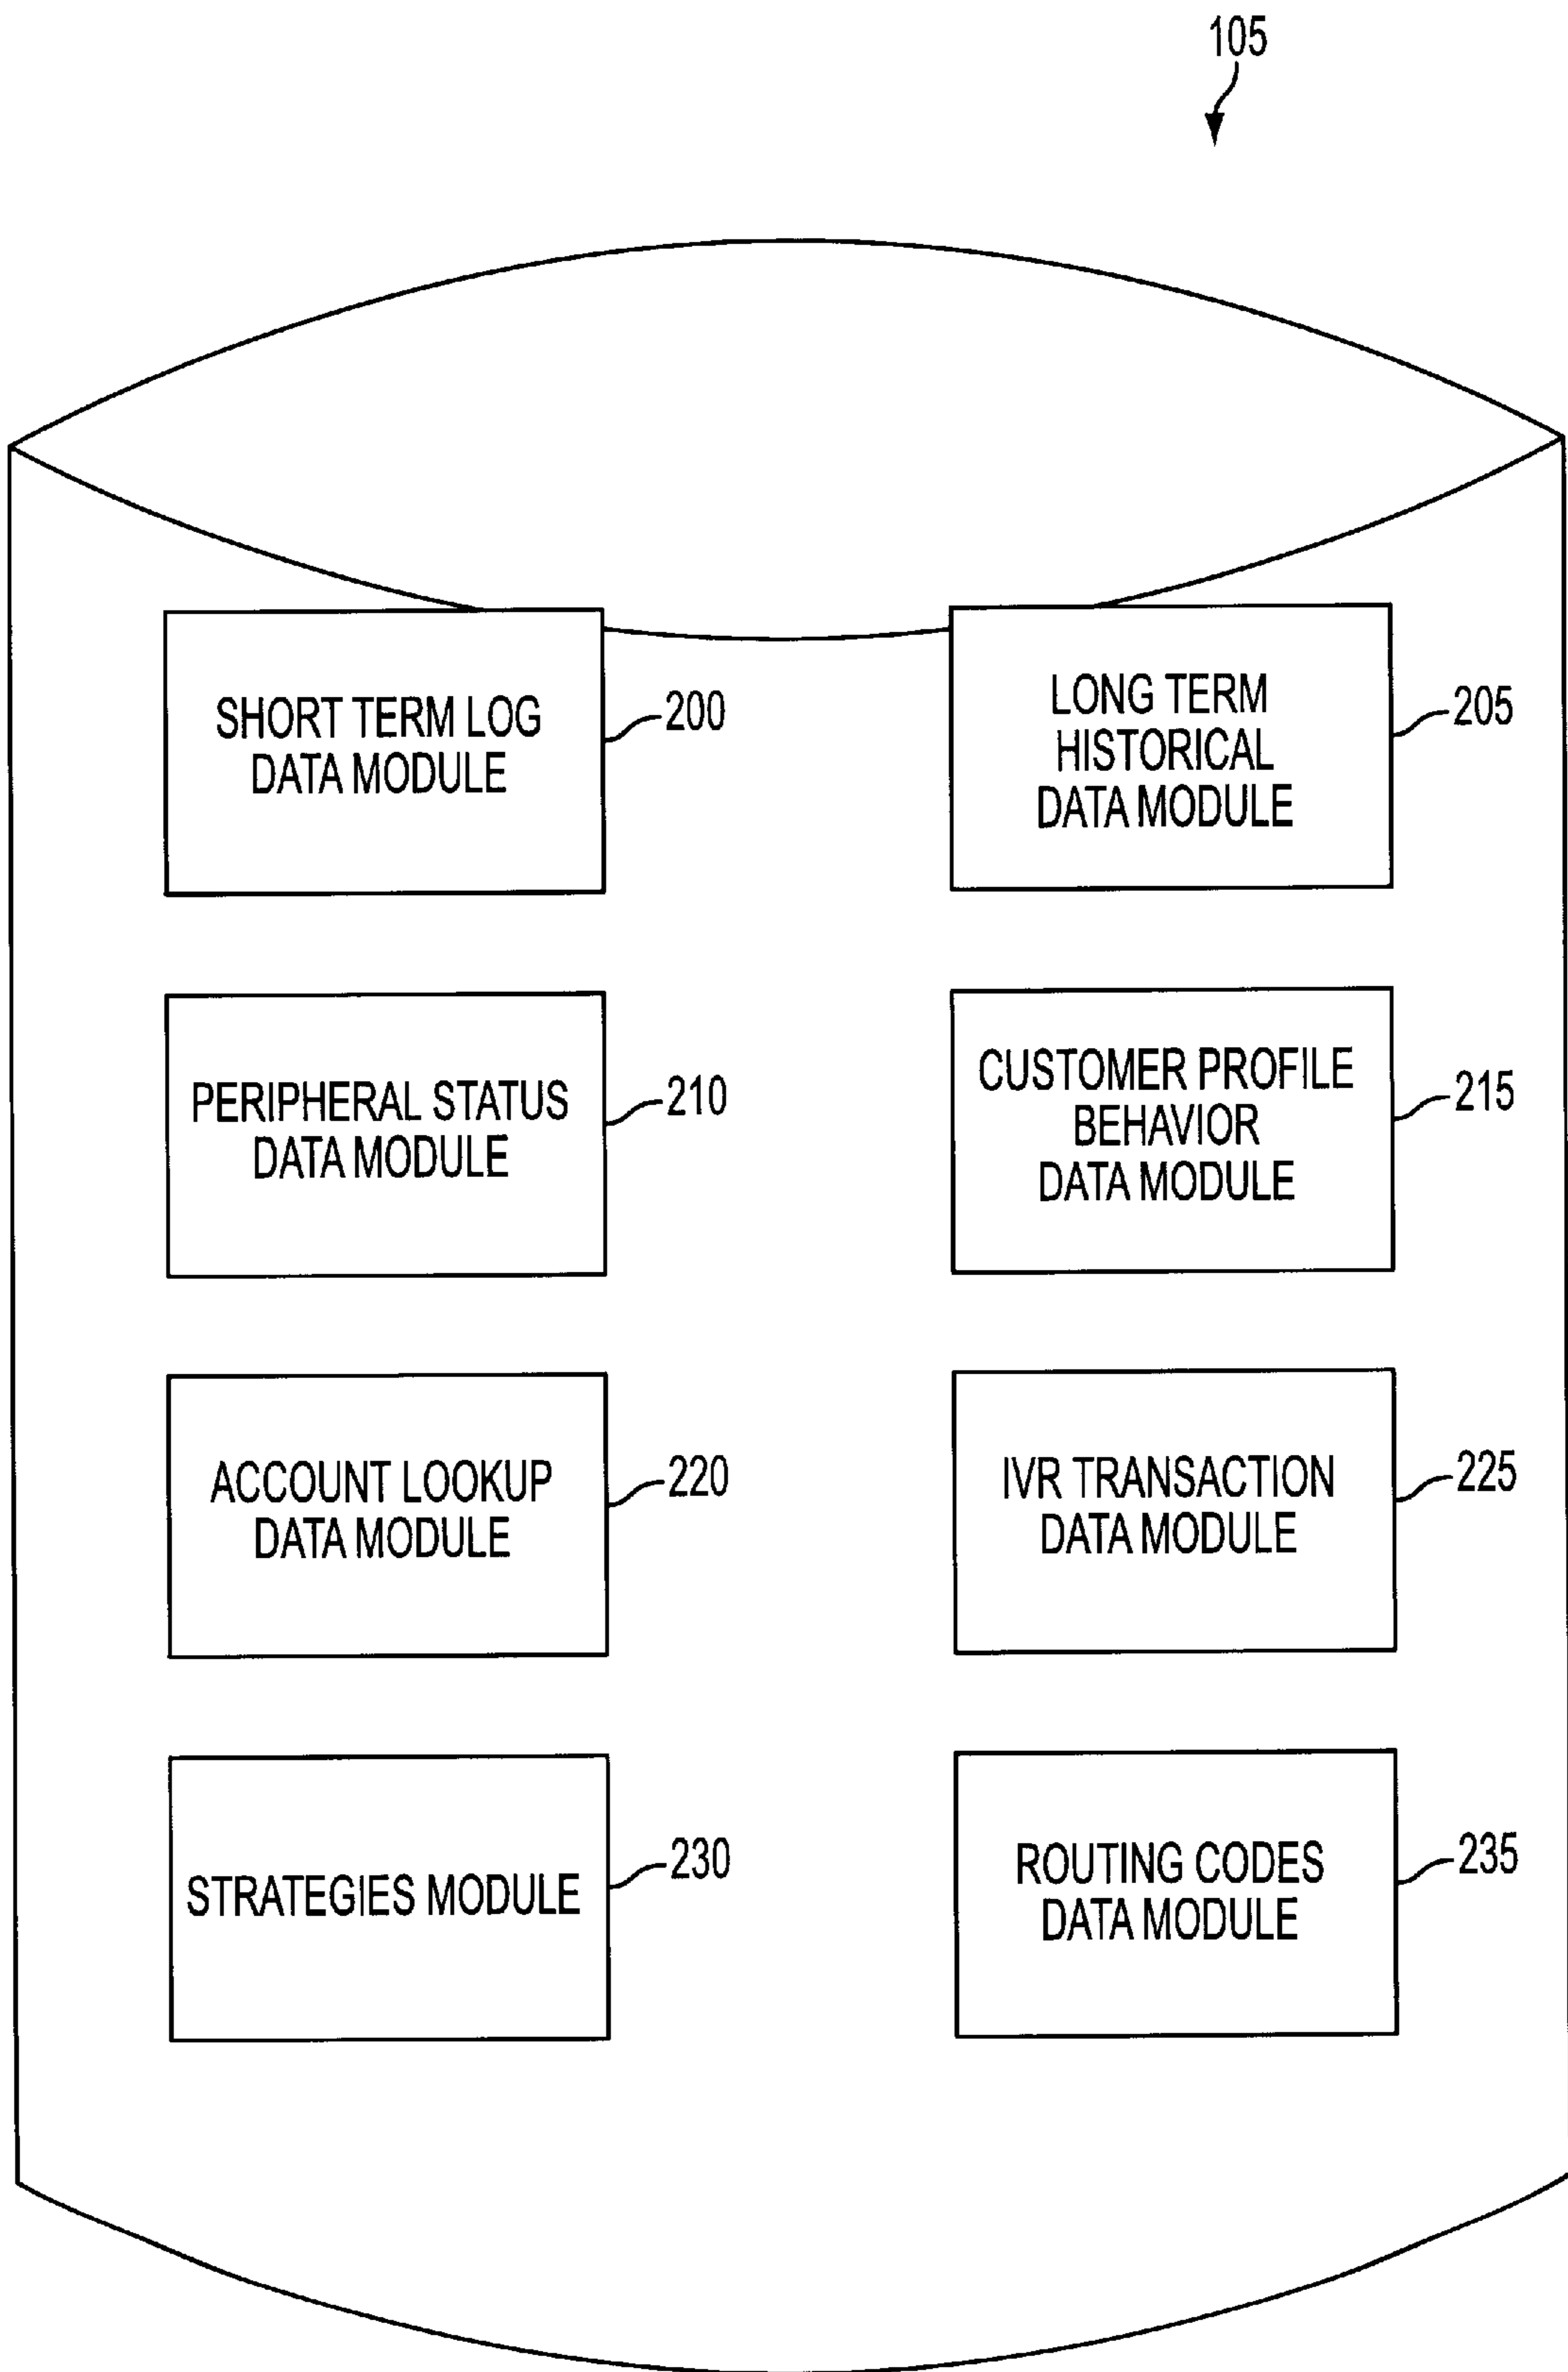 105
SHORT TERM LOG
DATA MODULE
200
LONG TERM
HISTORICAL
DATA MODULE
205
PERIPHERAL STATUS
DATA MODULE
210
CUSTOMER PROFILE
BEHAVIOR
DATA MODULE
215
ACCOUNT LOOKUP
DATA MODULE
220
IVR TRANSACTION
DATA MODULE
225
STRATEGIES MODULE
230
ROUTING CODES
DATA MODULE
235